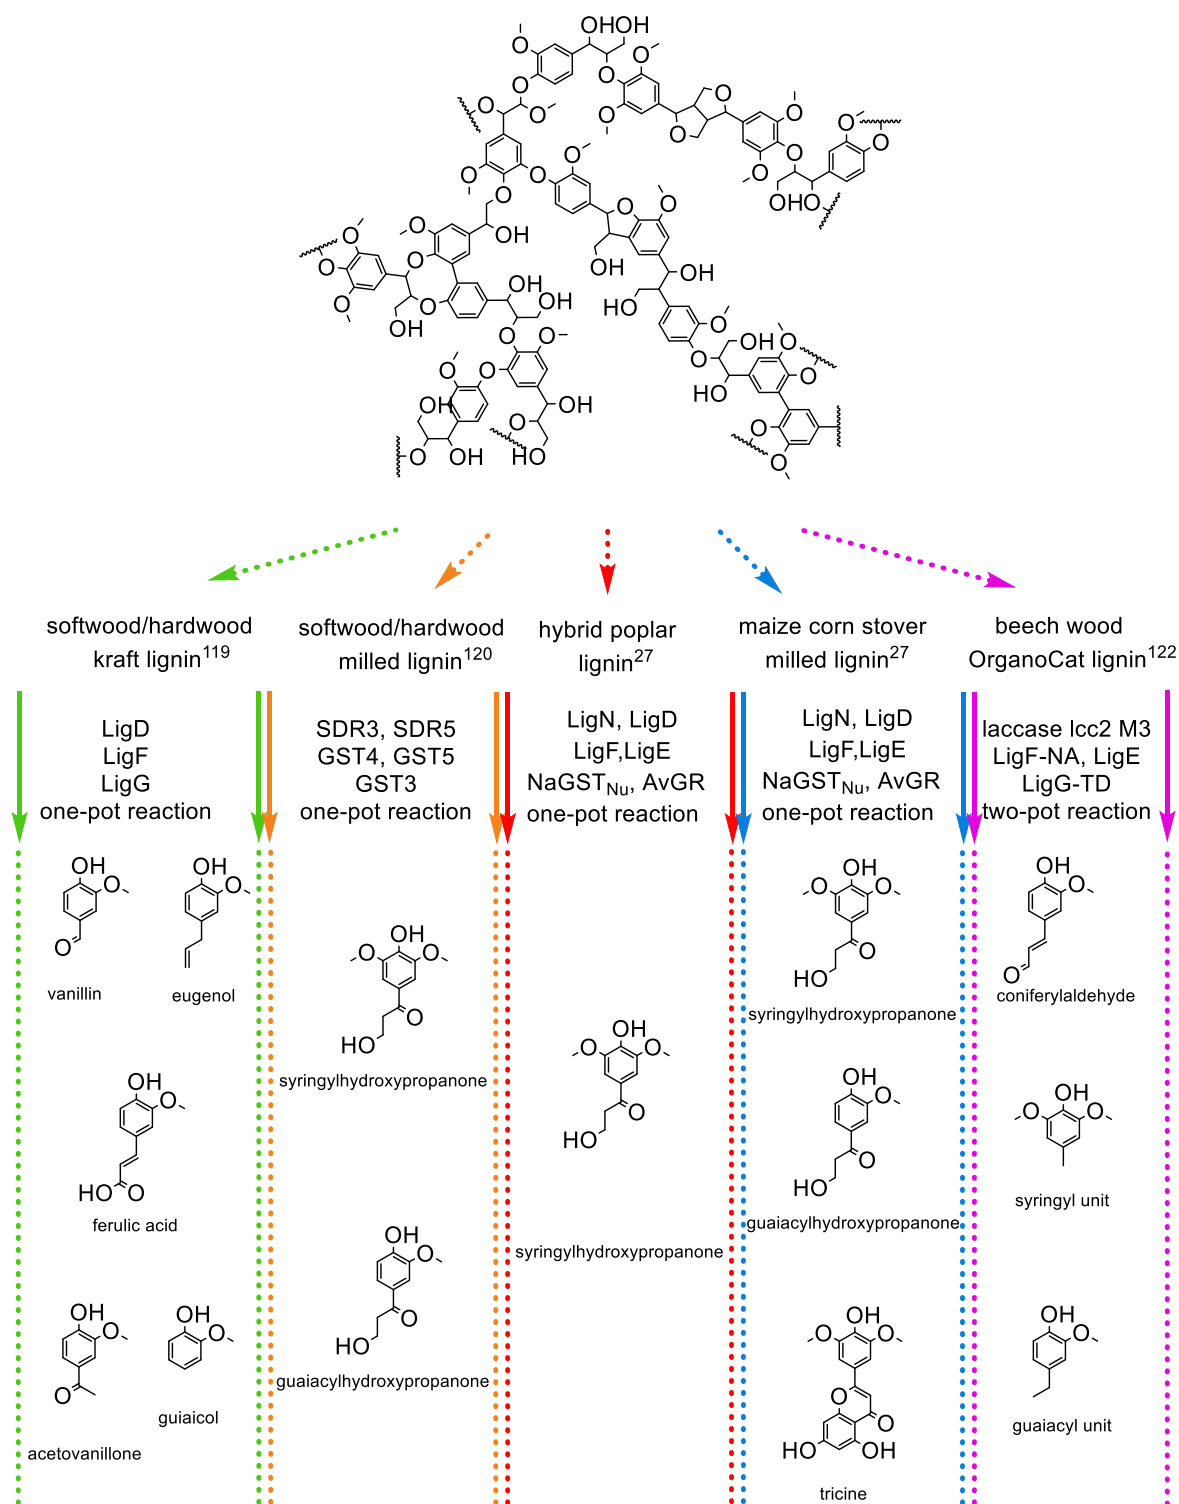 OHOH
O O
O
O O
O
O O O
O
O
O
O O
O
O O
O
O O OH O
O
O OH
O
O OH
OH
OH
O OH
O HO
O
OH
O O O
OH
O
O O
O
HO
OH OH
O
O
O OH HO
O
softwood/hardwood
kraft lignin119
softwood/hardwood
milled lignin120
hybrid poplar
lignin27
maize corn stover
milled lignin27
beech wood
OrganoCat lignin122
LigD
LigF
LigG
one-pot reaction
SDR3, SDR5
GST4, GST5
GST3
one-pot reaction
LigN, LigD
LigF,LigE
NaGSTNu, AvGR
one-pot reaction
LigN, LigD
LigF,LigE
NaGSTNu, AvGR
one-pot reaction
laccase lcc2 M3
LigF-NA, LigE
LigG-TD
two-pot reaction
OH
O
O
vanillin
OH
O
eugenol
OH
O
HO O
ferulic acid
OH
O
O
acetovanillone
OH
O
guiaicol
OH
O O
O
HO
syringylhydroxypropanone
OH
O
O
HO
guaiacylhydroxypropanone
OH
O O
O
HO
syringylhydroxypropanone
OH
O O
O
HO
syringylhydroxypropanone
OH
O
O
HO
guaiacylhydroxypropanone
OH
O O
O
O
HO OH
tricine
OH
O
O
coniferylaldehyde
OH
O O
syringyl unit
OH
O
guaiacyl unit